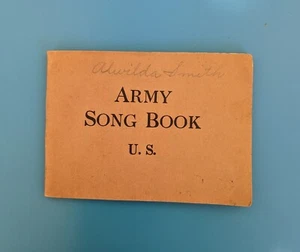 Alwilda Smith
ARMY
SONG BOOK
U. S.